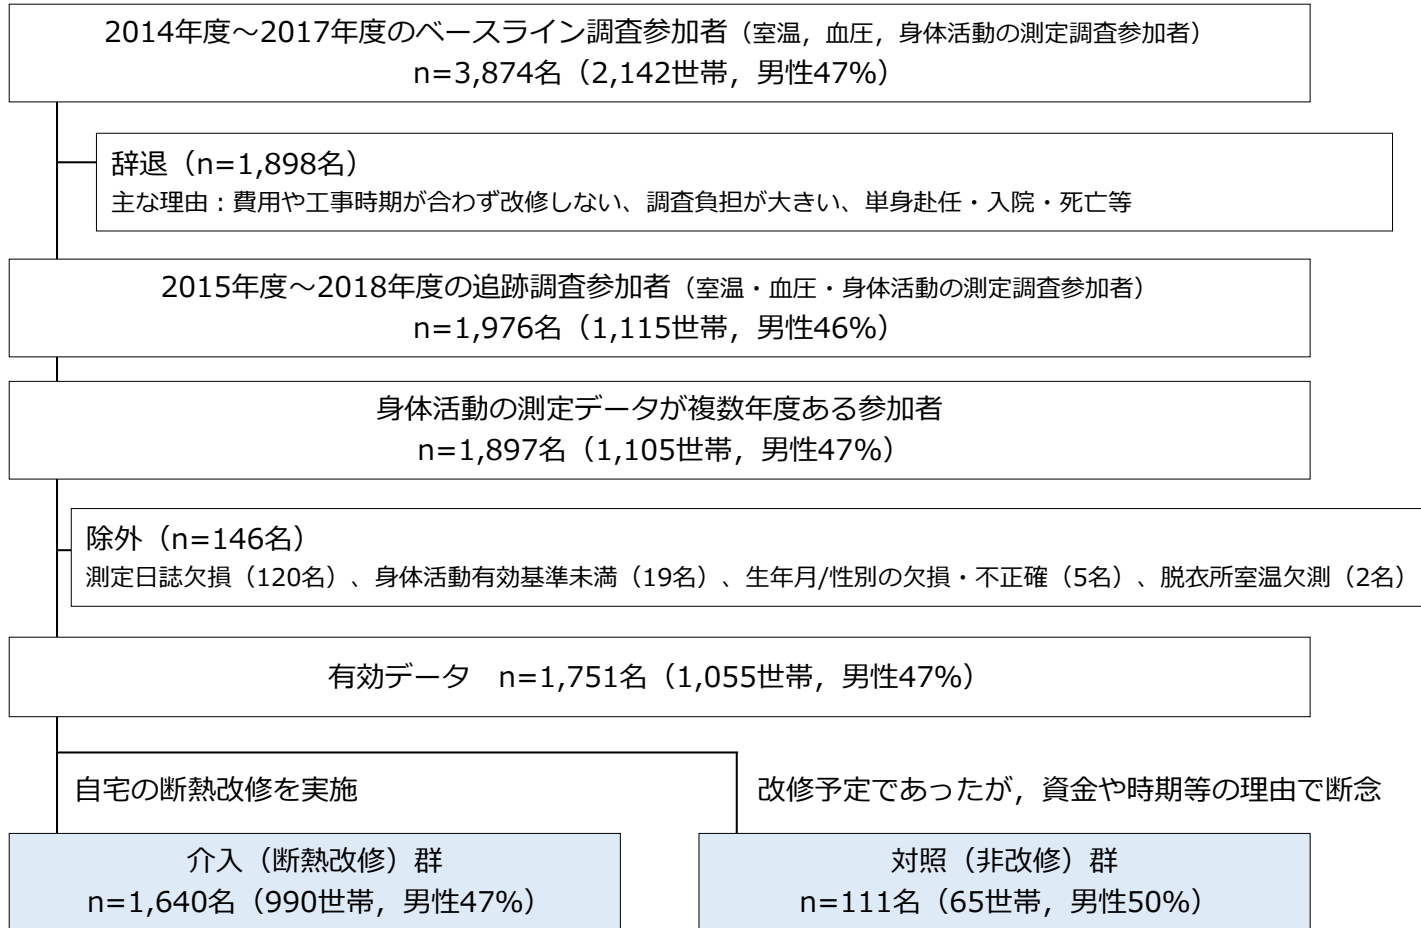 2014年度～2017年度のベースライン調査参加者（室温，血圧，身体活動の測定調査参加者）
n=3,874名（2,142世帯，男性47%）
辞退（n=1,898名）
主な理由：費用や工事時期が合わず改修しない、調査負担が大きい、単身赴任・入院・死亡等
2015年度～2018年度の追跡調査参加者（室温・血圧・身体活動の測定調査参加者）
n=1,976名（1,115世帯，男性46%）
身体活動の測定データが複数年度ある参加者
n=1,897名（1,105世帯，男性47%）
除外（n=146名）
測定日誌欠損（120名）、身体活動有効基準未満（19名）、生年月/性別の欠損・不正確（5名）、脱衣所室温欠測（2名）
有効データ　n=1,751名（1,055世帯，男性47%）
自宅の断熱改修を実施
改修予定であったが，資金や時期等の理由で断念
介入（断熱改修）群
n=1,640名（990世帯，男性47%）
対照（非改修）群
n=111名（65世帯，男性50%）